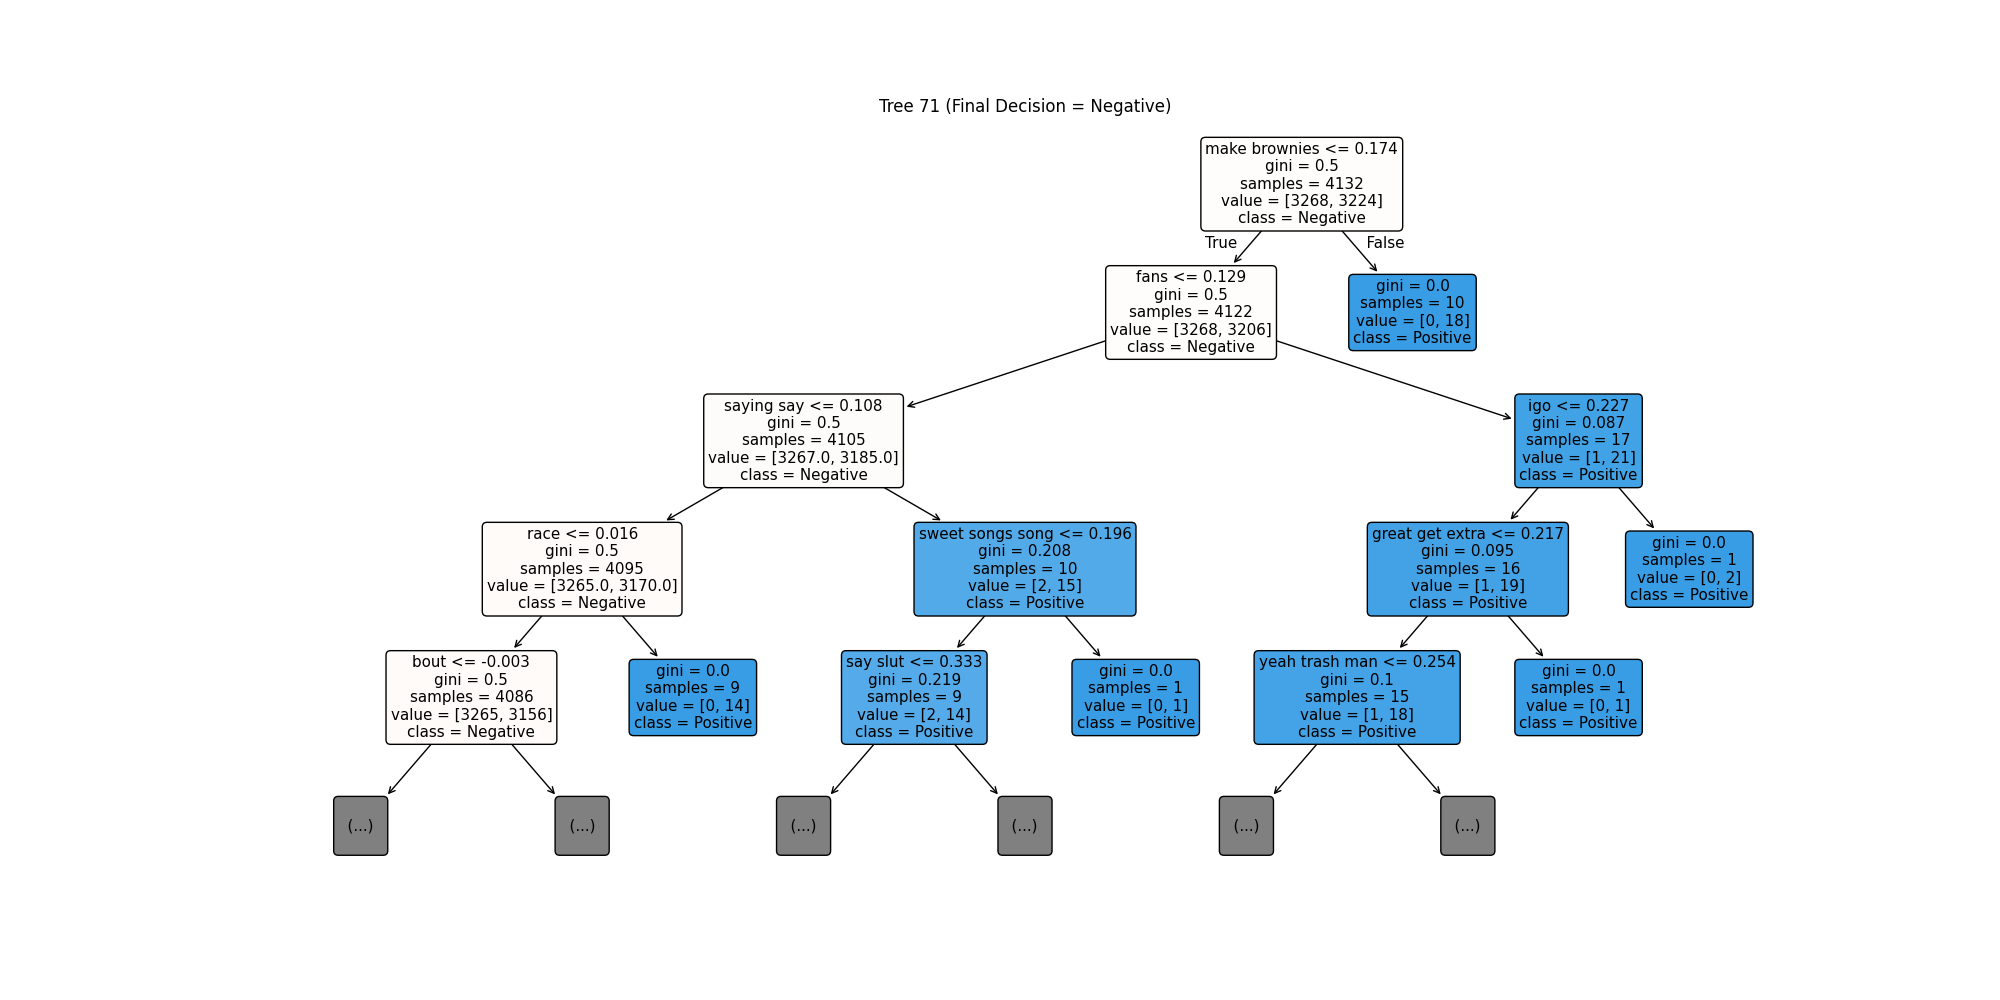 Tree 71 (Final Decision = Negative)
make brownies <= 0.174
gini = 0.5
samples = 4132
value = [3268, 3224]
class = Negative
True
False
fans <= 0.129
gini = 0.5
samples = 4122
value = [3268, 3206]
class = Negative
gini = 0.0
samples = 10
value = [0, 18]
class = Positive
saying say <= 0.108
gini = 0.5
samples = 4105
value = [3267.0, 3185.0]
class = Negative
igo <= 0.227
gini = 0.087
samples = 17
value = [1, 21]
class = Positive
race <= 0.016
gini = 0.5
samples = 4095
value = [3265.0, 3170.0]
class = Negative
sweet songs song <= 0.196
gini = 0.208
samples = 10
value = [2, 15]
class = Positive
great get extra <= 0.217
gini = 0.095
samples = 16
value = [1, 19]
class = Positive
gini = 0.0
samples = 1
value = [0, 2]
class = Positive
bout <= -0.003
gini = 0.5
samples = 4086
value = [3265, 3156]
class = Negative
gini = 0.0
samples = 9
value = [0, 14]
class = Positive
say slut <= 0.333
gini = 0.219
samples = 9
value = [2, 14]
class = Positive
gini = 0.0
samples = 1
value = [0, 1]
class = Positive
yeah trash man <= 0.254
gini = 0.1
samples = 15
value = [1, 18]
class = Positive
gini = 0.0
samples = 1
value = [0, 1]
class = Positive
(...)
(...)
(...)
(...)
(...)
(...)